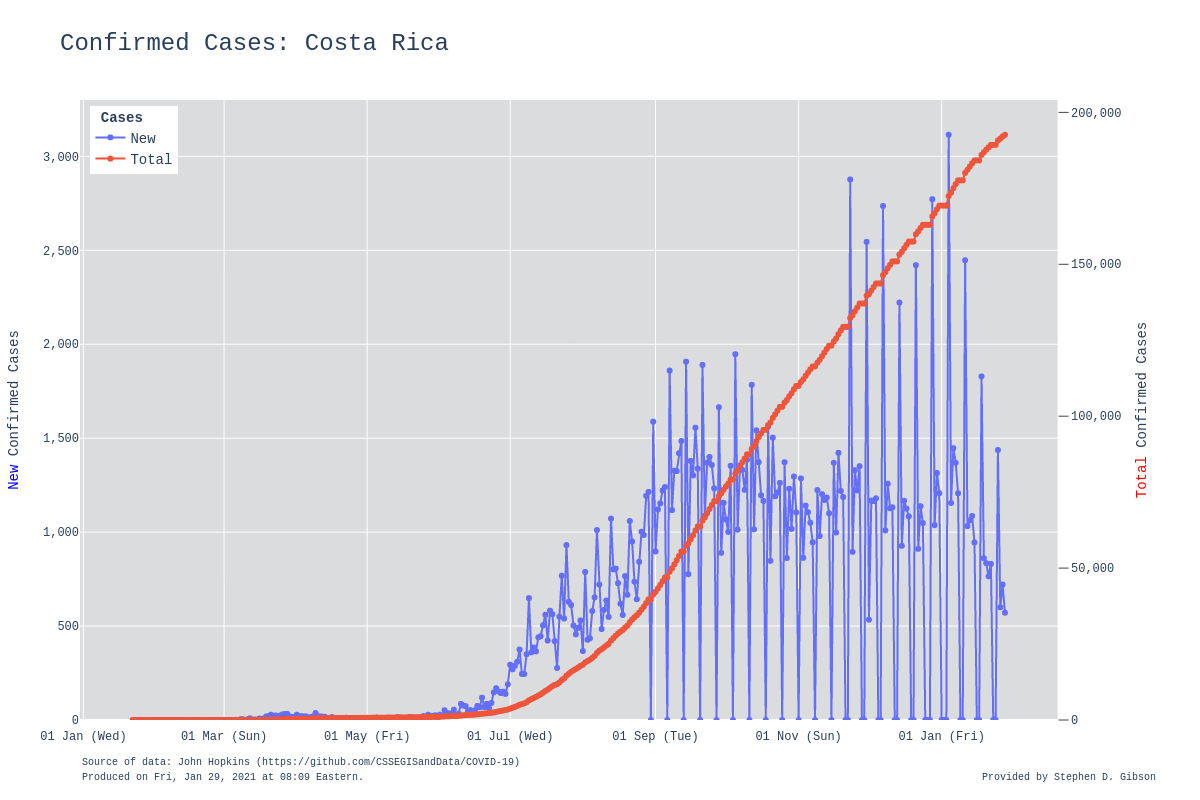 Confirmed Cases: Costa Rica
Cases
New
Total
3,000
2,500
2,000
1,500
1,000
500
0
200,000
150,000
100,000
50,000
0
New Confirmed Cases
Total Confirmed Cases
01 Jan (Wed) 01 Mar (Sun) 01 May (Fri) 01 Jul (Wed) 01 Sep (Tue) 01 Nov (Sun) 01 Jan (Fri)
Source of data: John Hopkins (https://github.com/CSSEGISandData/COVID-19)
Produced on Fri, Jan 29, 2021 at 08:09 Eastern.
Provided by Stephen D. Gibson